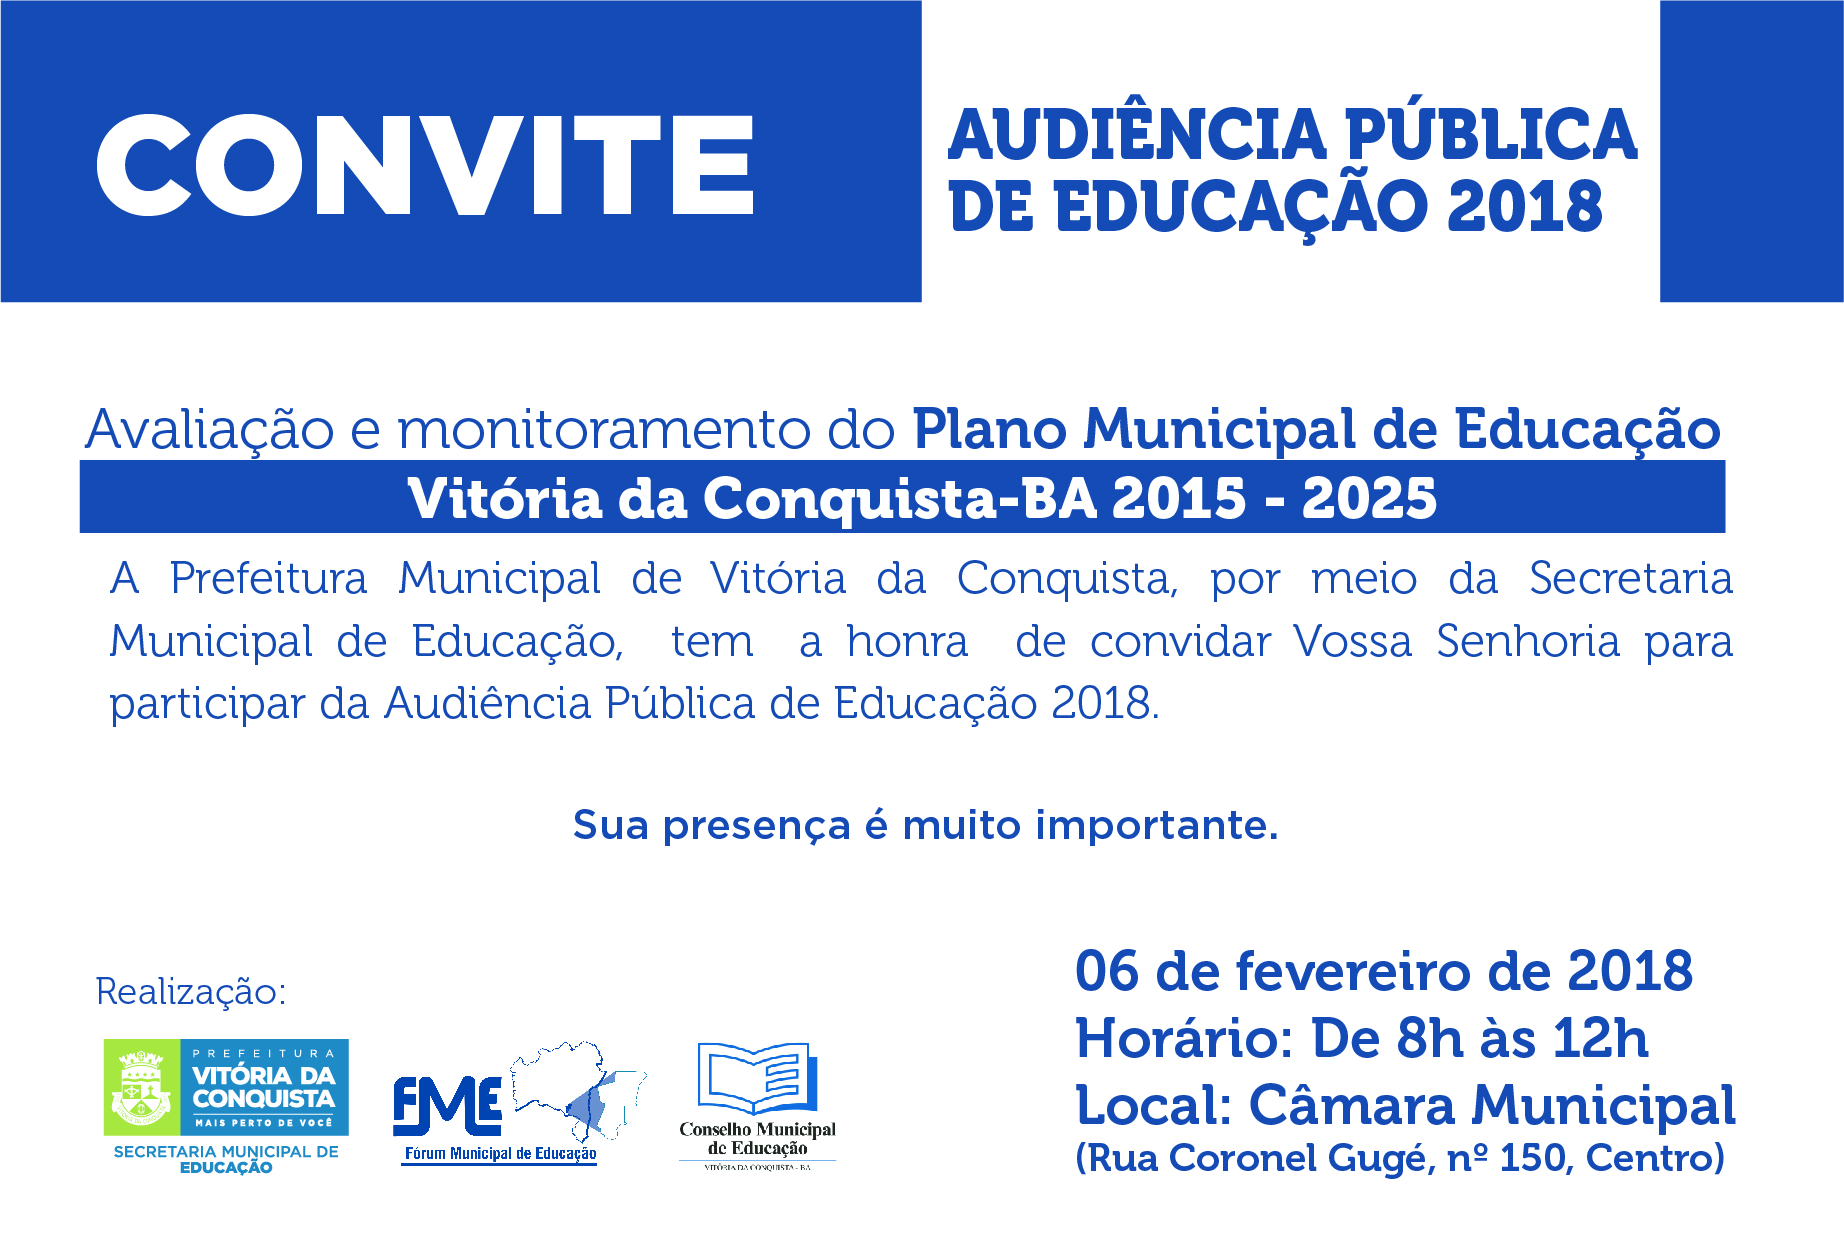 CONVITE
AUDIÊNCIA PÚBLICA
DE EDUCAÇÃO 2018
Avaliação e monitoramento do Plano Municipal de Educação
Vitória da Conquista-BA 2015 - 2025
A Prefeitura Municipal de Vitória da Conquista, por meio da Secretaria
Municipal de Educação, tem a honra de convidar Vossa Senhoria para
participar da Audiência Pública de Educação 2018.
Sua presença é muito importante.
Realização:
PREFEITURA
VITÓRIA DA
CONQUISTA
MAIS PERTO DE VOCÊ
SECRETARIA MUNICIPAL DE
EDUCAÇÃO
FME
Fórum Municipal de Educação
Conselho Municipal
de Educação
VITÓRIA DA CONQUISTA - BA
06 de fevereiro de 2018
Horário: De 8h às 12h
Local: Câmara Municipal
(Rua Coronel Gugé, nº 150, Centro)